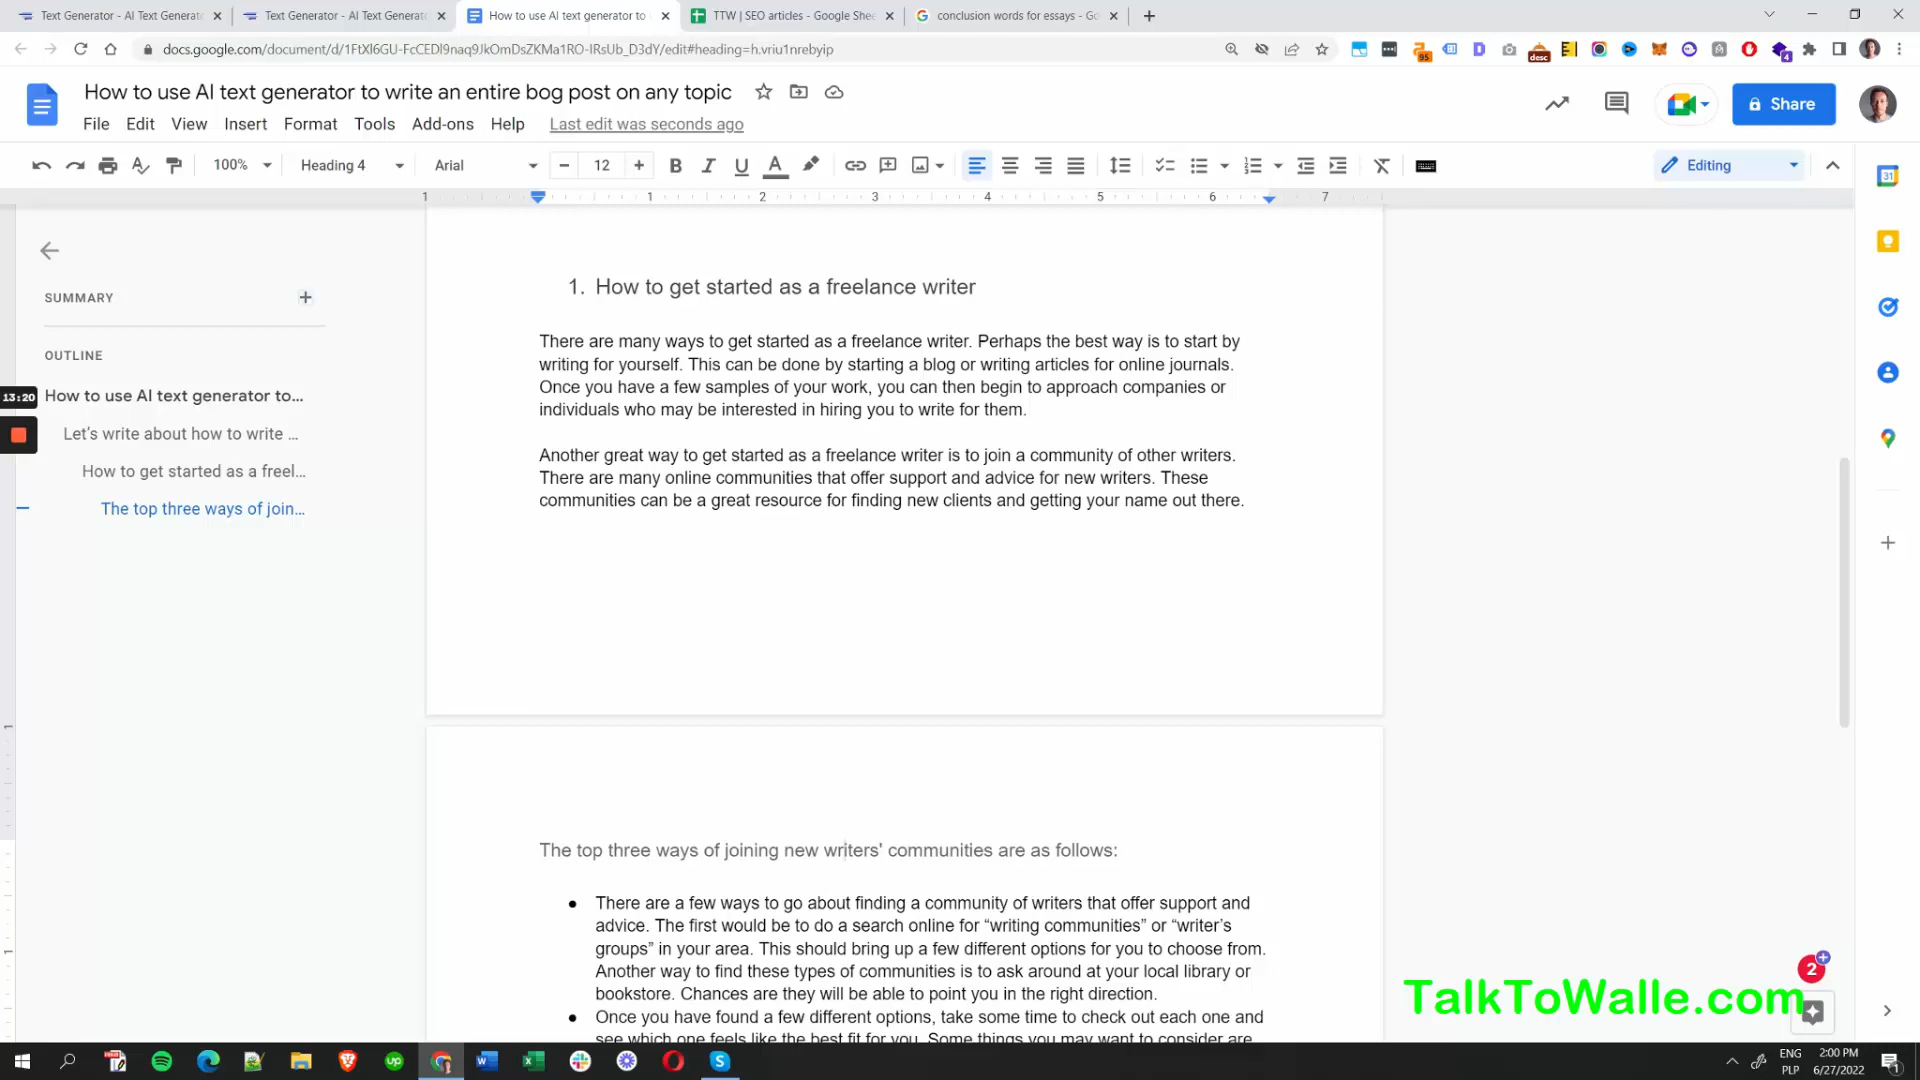 Text Generator - AI Text Generato
Text Generator - AI Text Generato
How to use AI text generator to
TTW | SEO articles - Google Shee
conclusion words for essays - Go
docs.google.com/document/d/1FtXl6GU-FcCEDl9naq9JkOmDsZKMa1RO-IRsUb_D3dY/edit#heading=h.vriu1nrebyip
95
desc
4
How to use AI text generator to write an entire bog post on any topic
File Edit View Insert Format Tools Add-ons Help Last edit was seconds ago
Share
100% Heading 4 Arial 12 Editing
1 1 2 3 4 5 6 7
31
SUMMARY
OUTLINE
13:20
How to use AI text generator to...
Let's write about how to write ...
How to get started as a freel...
The top three ways of join...
1. How to get started as a freelance writer
There are many ways to get started as a freelance writer. Perhaps the best way is to start by
writing for yourself. This can be done by starting a blog or writing articles for online journals.
Once you have a few samples of your work, you can then begin to approach companies or
individuals who may be interested in hiring you to write for them.
Another great way to get started as a freelance writer is to join a community of other writers.
There are many online communities that offer support and advice for new writers. These
communities can be a great resource for finding new clients and getting your name out there.
The top three ways of joining new writers' communities are as follows:
● There are a few ways to go about finding a community of writers that offer support and
advice. The first would be to do a search online for “writing communities” or “writer’s
groups” in your area. This should bring up a few different options for you to choose from.
Another way to find these types of communities is to ask around at your local library or
bookstore. Chances are they will be able to point you in the right direction.
● Once you have found a few different options, take some time to check out each one and
see which one feels like the best fit for you. Some things you may want to consider are
2
TalkToWalle.com
ENG
PLP
2:00 PM
6/27/2022
1